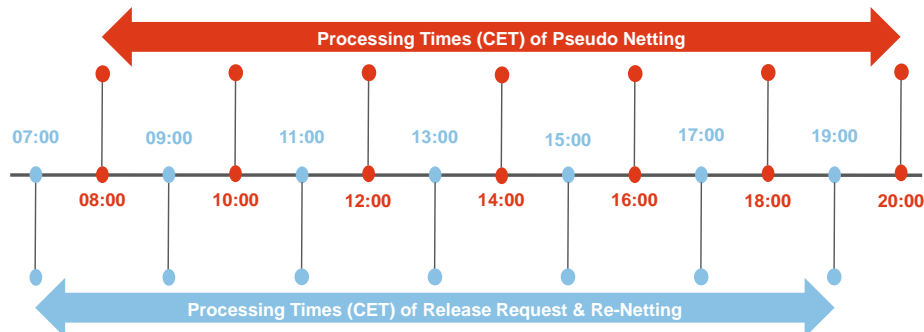 Processing Times (CET) of Pseudo Netting
07:00 09:00 11:00 13:00 15:00 17:00 19:00
08:00 10:00 12:00 14:00 16:00 18:00 20:00
Processing Times (CET) of Release Request & Re-Netting